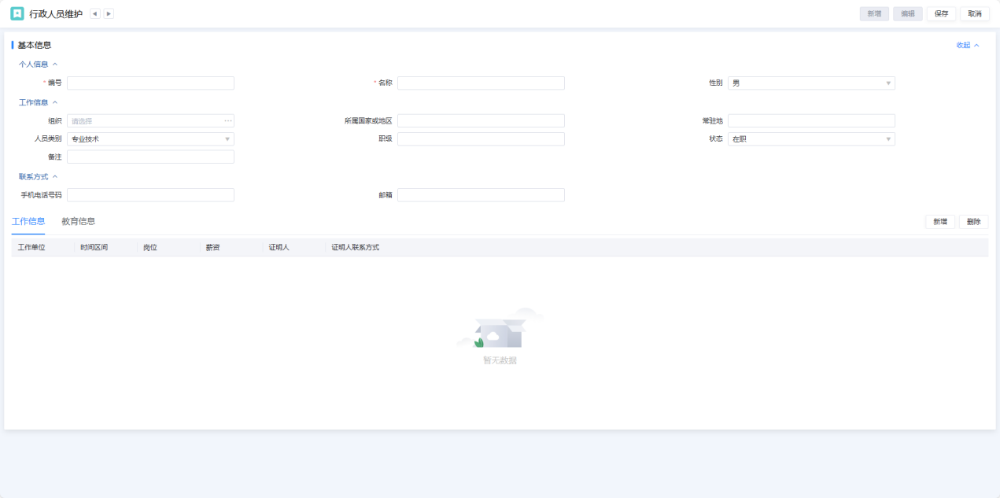 行政人员维护 新增 编辑 保存 取消
基本信息 收起
个人信息
* 编号 * 名称 性别 男
工作信息
组织 请选择 所属国家或地区 常驻地
人员类别 专业技术 职级 状态 在职
备注
联系方式
手机电话号码 邮箱
工作信息 教育信息 新增 删除
工作单位 时间区间 岗位 薪资 证明人 证明人联系方式
暂无数据